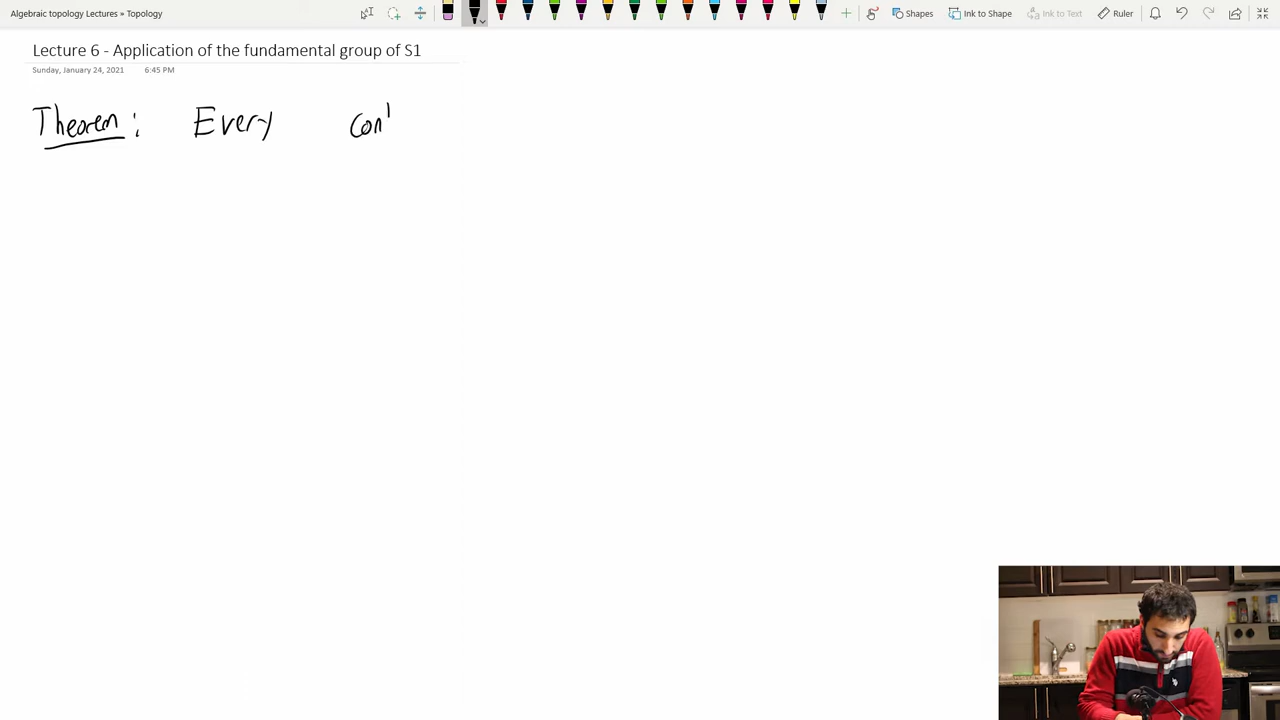 Algebraic topology Lectures » Topology
Shapes Ink to Shape Ink to Text Ruler
Lecture 6 - Application of the fundamental group of S1
Sunday, January 24, 2021 6:45 PM
Theorem: Every